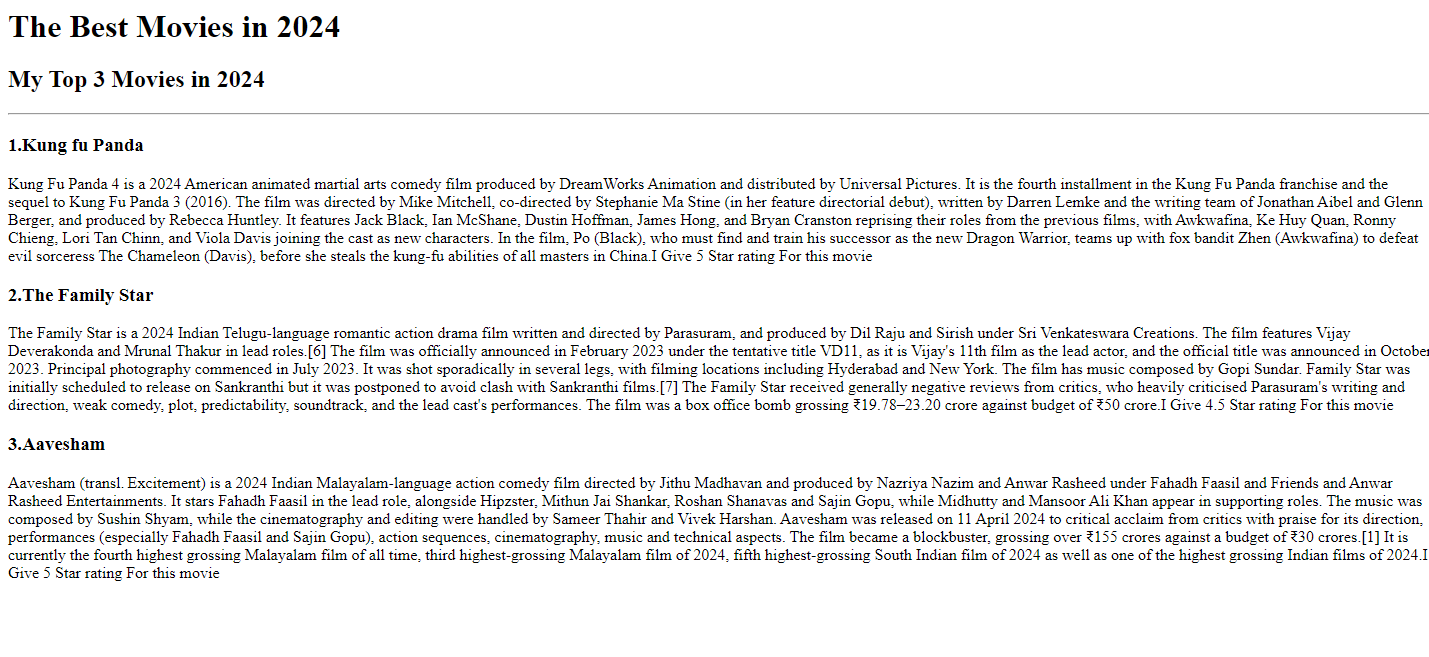 The Best Movies in 2024
My Top 3 Movies in 2024
1.Kung fu Panda
Kung Fu Panda 4 is a 2024 American animated martial arts comedy film produced by DreamWorks Animation and distributed by Universal Pictures. It is the fourth installment in the Kung Fu Panda franchise and the
sequel to Kung Fu Panda 3 (2016). The film was directed by Mike Mitchell, co-directed by Stephanie Ma Stine (in her feature directorial debut), written by Darren Lemke and the writing team of Jonathan Aibel and Glenn
Berger, and produced by Rebecca Huntley. It features Jack Black, Ian McShane, Dustin Hoffman, James Hong, and Bryan Cranston reprising their roles from the previous films, with Awkwafina, Ke Huy Quan, Ronny
Chieng, Lori Tan Chinn, and Viola Davis joining the cast as new characters. In the film, Po (Black), who must find and train his successor as the new Dragon Warrior, teams up with fox bandit Zhen (Awkwafina) to defeat
evil sorceress The Chameleon (Davis), before she steals the kung-fu abilities of all masters in China.I Give 5 Star rating For this movie
2.The Family Star
The Family Star is a 2024 Indian Telugu-language romantic action drama film written and directed by Parasuram, and produced by Dil Raju and Sirish under Sri Venkateswara Creations. The film features Vijay
Deverakonda and Mrunal Thakur in lead roles.[6] The film was officially announced in February 2023 under the tentative title VD11, as it is Vijay's 11th film as the lead actor, and the official title was announced in October
2023. Principal photography commenced in July 2023. It was shot sporadically in several legs, with filming locations including Hyderabad and New York. The film has music composed by Gopi Sundar. Family Star was
initially scheduled to release on Sankranthi but it was postponed to avoid clash with Sankranthi films.[7] The Family Star received generally negative reviews from critics, who heavily criticised Parasuram's writing and
direction, weak comedy, plot, predictability, soundtrack, and the lead cast's performances. The film was a box office bomb grossing ₹19.78–23.20 crore against budget of ₹50 crore.I Give 4.5 Star rating For this movie
3.Aavesham
Aavesham (transl. Excitement) is a 2024 Indian Malayalam-language action comedy film directed by Jithu Madhavan and produced by Nazriya Nazim and Anwar Rasheed under Fahadh Faasil and Friends and Anwar
Rasheed Entertainments. It stars Fahadh Faasil in the lead role, alongside Hipzster, Mithun Jai Shankar, Roshan Shanavas and Sajin Gopu, while Midhutty and Mansoor Ali Khan appear in supporting roles. The music was
composed by Sushin Shyam, while the cinematography and editing were handled by Sameer Thahir and Vivek Harshan. Aavesham was released on 11 April 2024 to critical acclaim from critics with praise for its direction,
performances (especially Fahadh Faasil and Sajin Gopu), action sequences, cinematography, music and technical aspects. The film became a blockbuster, grossing over ₹155 crores against a budget of ₹30 crores.[1] It is
currently the fourth highest grossing Malayalam film of all time, third highest-grossing Malayalam film of 2024, fifth highest-grossing South Indian film of 2024 as well as one of the highest grossing Indian films of 2024.I
Give 5 Star rating For this movie